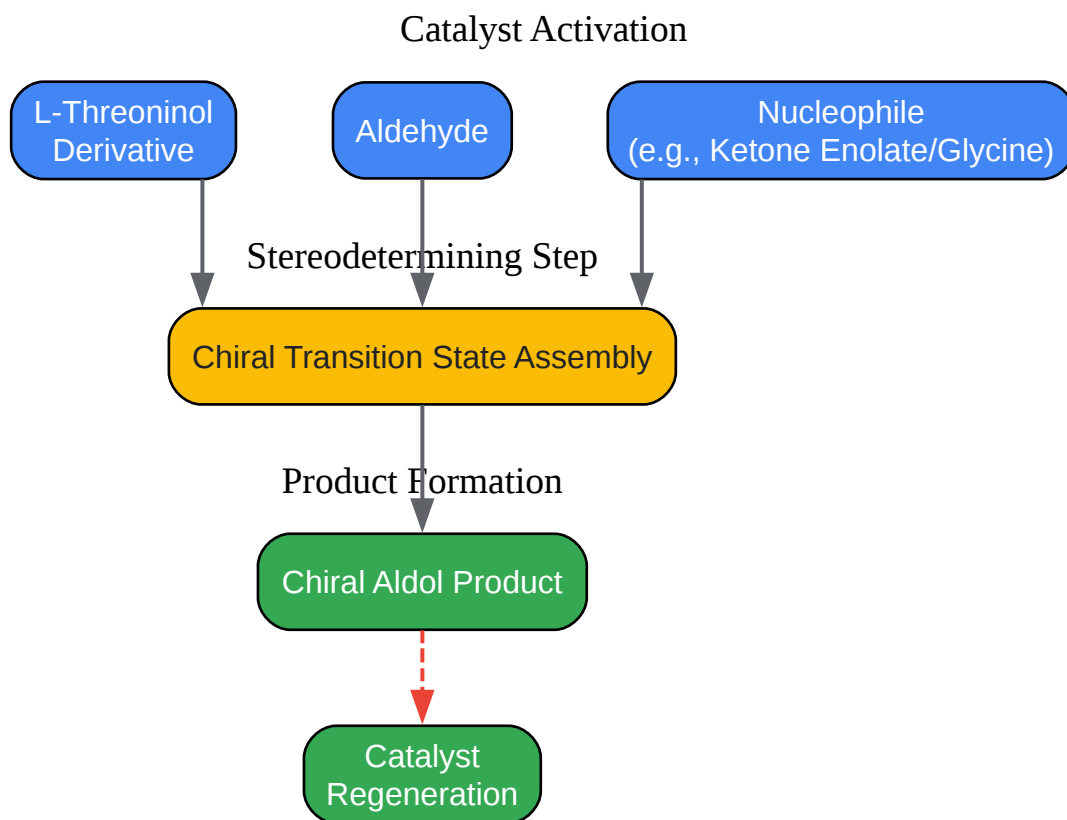 Catalyst Activation
L-Threoninol
Derivative
Aldehyde
Nucleophile
(e.g., Ketone Enolate/Glycine)
Stereodetermining Step
Chiral Transition State Assembly
Product Formation
Chiral Aldol Product
Catalyst
Regeneration